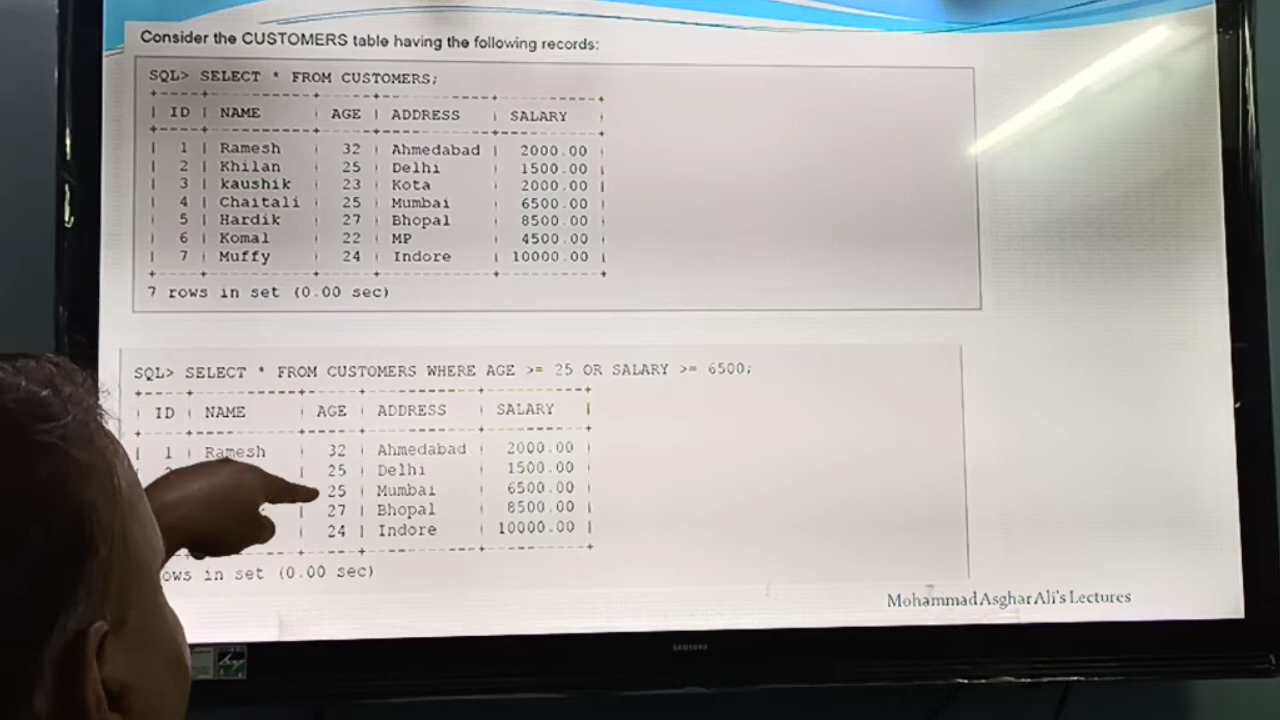 Consider the CUSTOMERS table having the following records:
SQL> SELECT * FROM CUSTOMERS;
| ID | NAME | AGE | ADDRESS | SALARY
| 1 | Ramesh | 32 | Ahmedabad | 2000.00 |
| 2 | Khilan | 25 | Delhi | 1500.00 |
| 3 | kaushik | 23 | Kota | 2000.00 |
| 4 | Chaitali | 25 | Mumbai | 6500.00 |
| 5 | Hardik | 27 | Bhopal | 8500.00 |
| 6 | Komal | 22 | MP | 4500.00 |
| 7 | Muffy | 24 | Indore | 10000.00 |
7 rows in set (0.00 sec)
SQL> SELECT * FROM CUSTOMERS WHERE AGE >= 25 OR SALARY >= 6500;
| ID | NAME | AGE | ADDRESS | SALARY |
| 1 | Ramesh | 32 | Ahmedabad | 2000.00 |
| 25 | Delhi | 1500.00 |
25 | Mumbai | 6500.00 |
| 27 | Bhopal | 8500.00 |
| 24 | Indore | 10000.00 |
in set (0.00 sec)
Mohammad Asghar Ali's Lectures
SAMSUNG